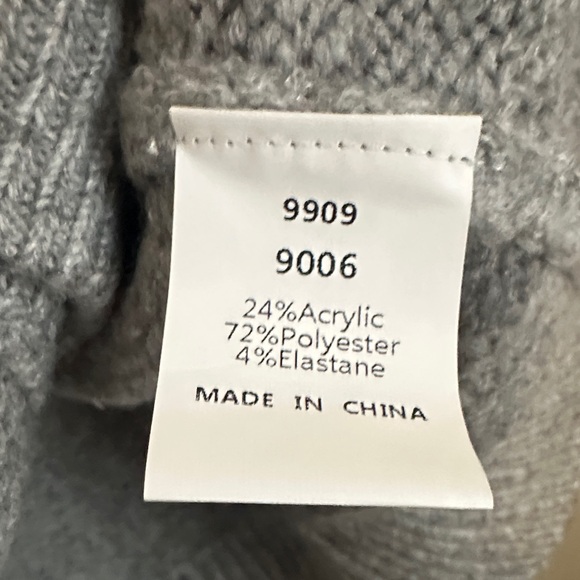 9909
9006
24%Acrylic
72%Polyester
4%Elastane
MADE IN CHINA